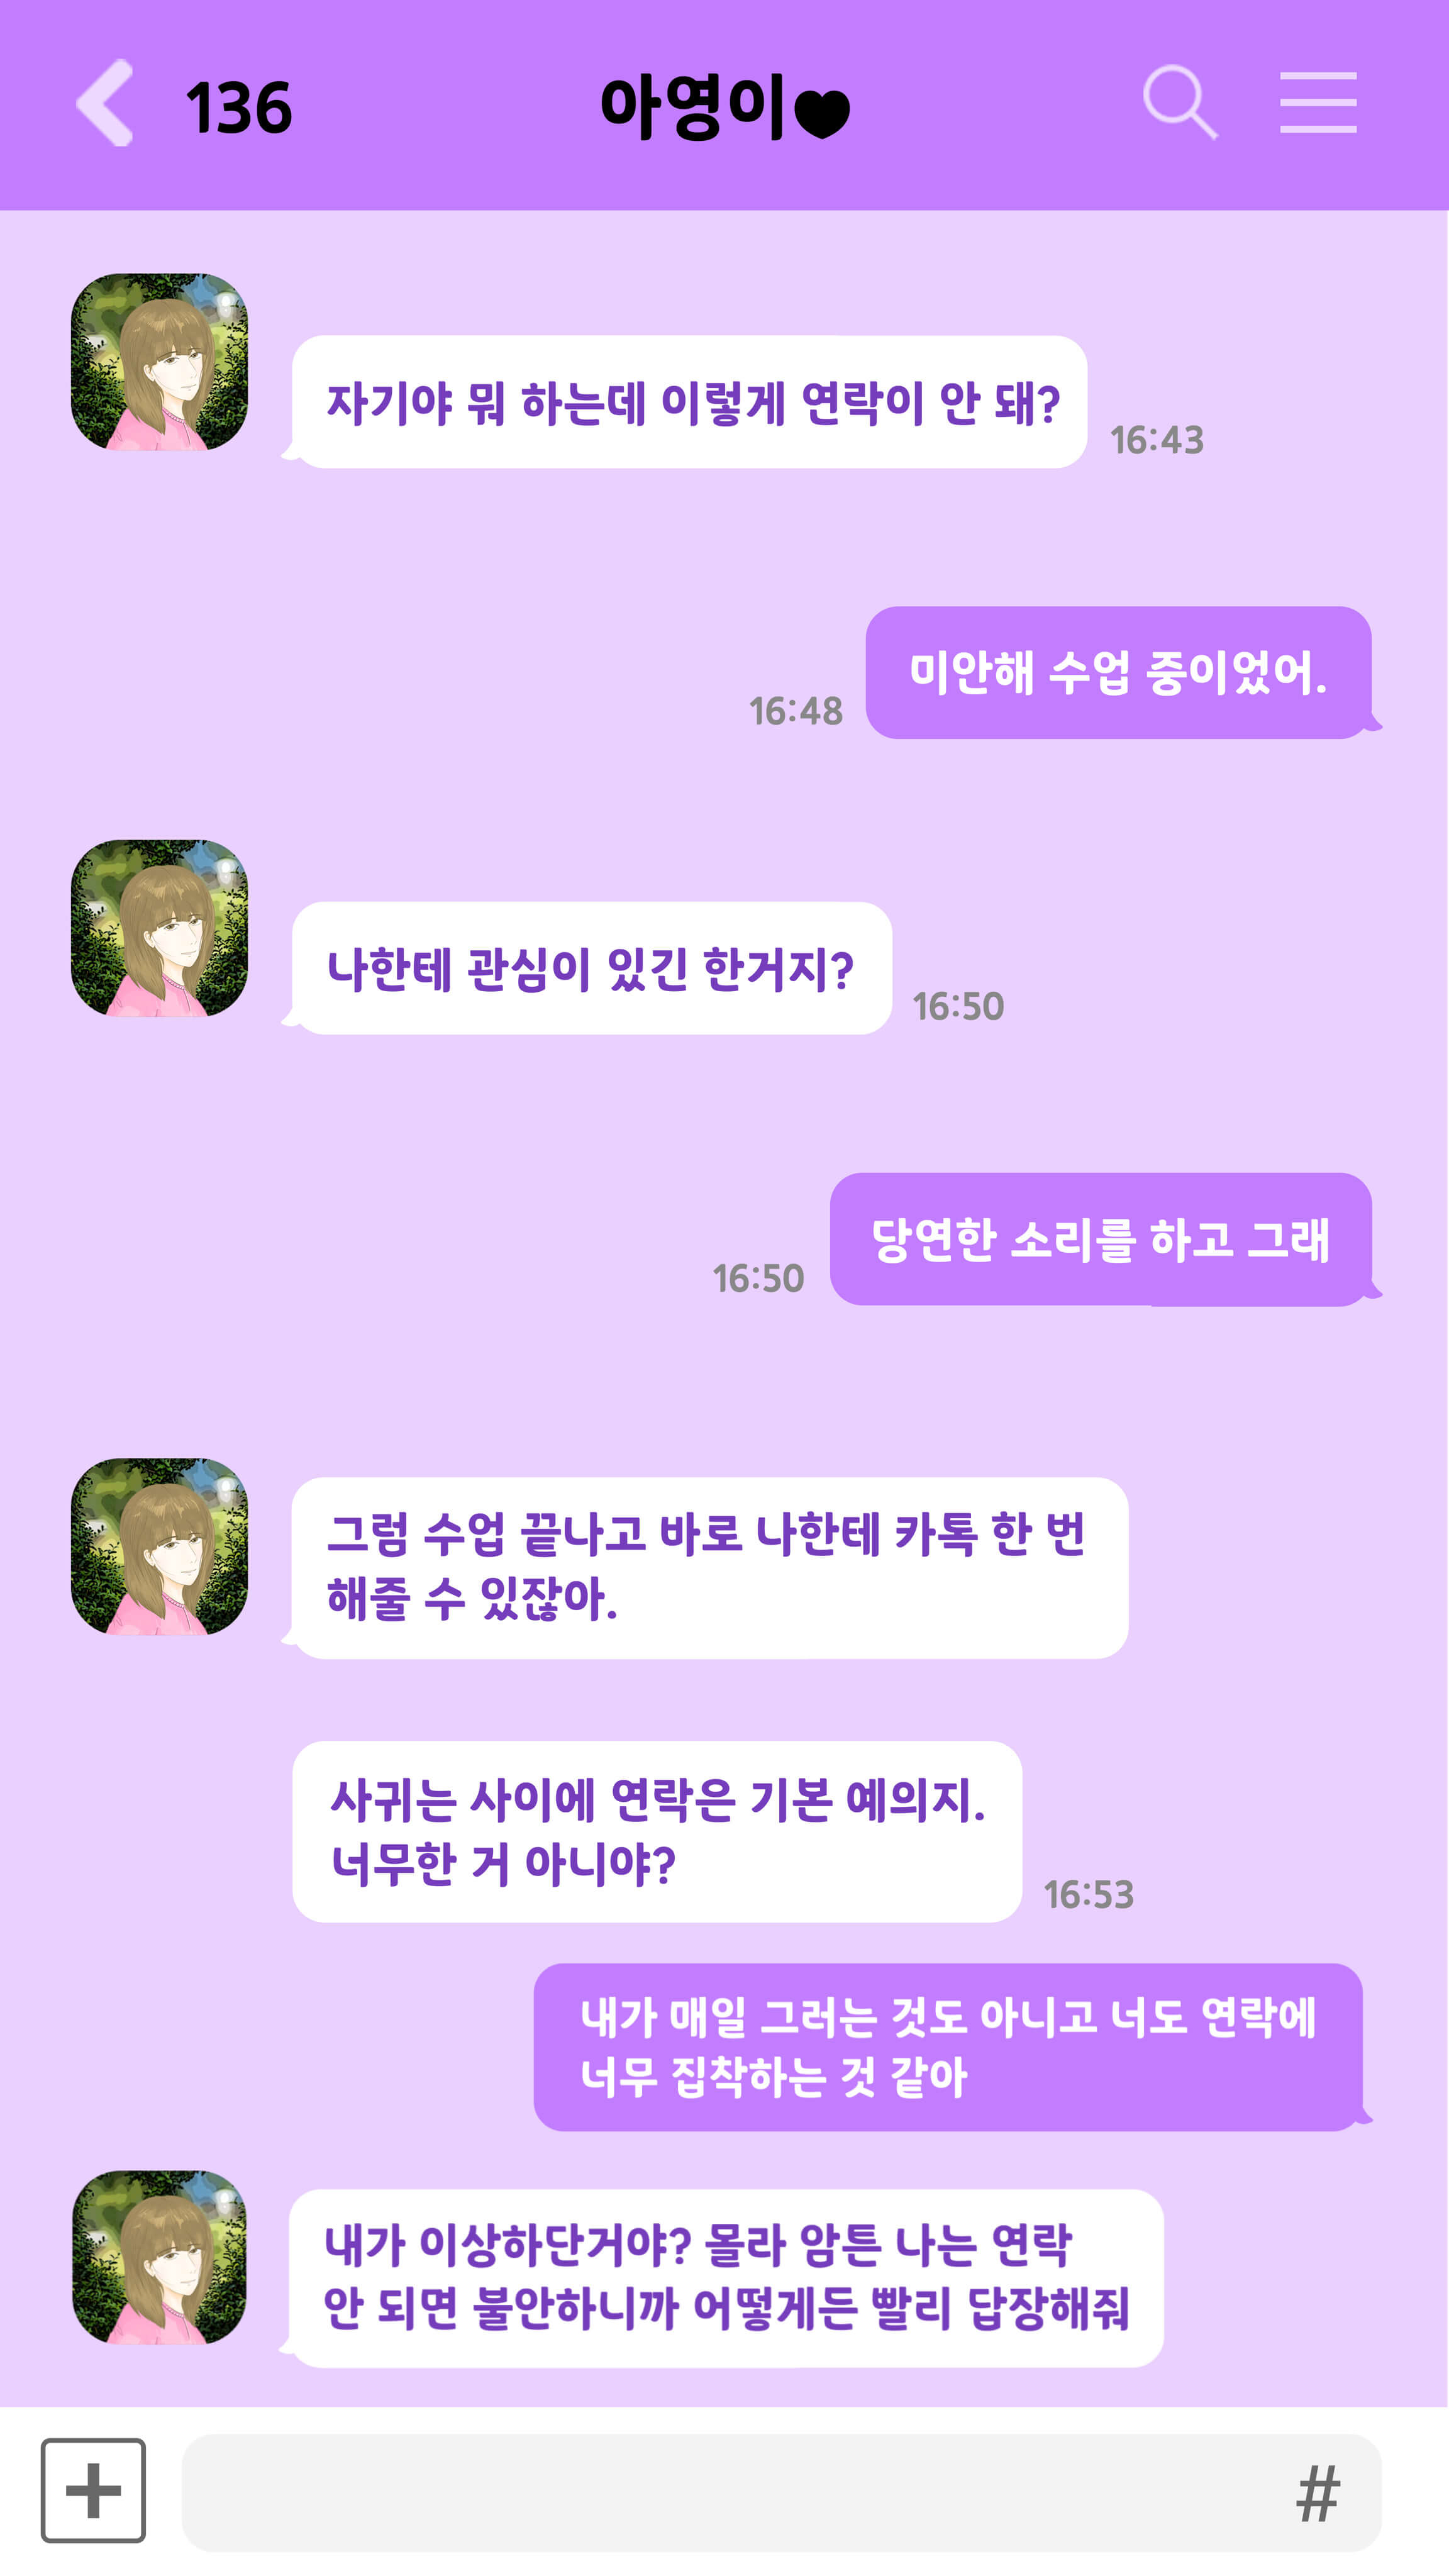 136 아영이♥
자기야 뭐 하는데 이렇게 연락이 안 돼?
16:43
미안해 수업 중이었어.
16:48
나한테 관심이 있긴 한거지?
16:50
당연한 소리를 하고 그래
16:50
그럼 수업 끝나고 바로 나한테 카톡 한 번
해줄 수 있잖아.
사귀는 사이에 연락은 기본 예의지.
너무한 거 아니야?
16:53
내가 매일 그러는 것도 아니고 너도 연락에
너무 집착하는 것 같아
내가 이상하단거야? 몰라 암튼 나는 연락
안 되면 불안하니까 어떻게든 빨리 답장해줘
#